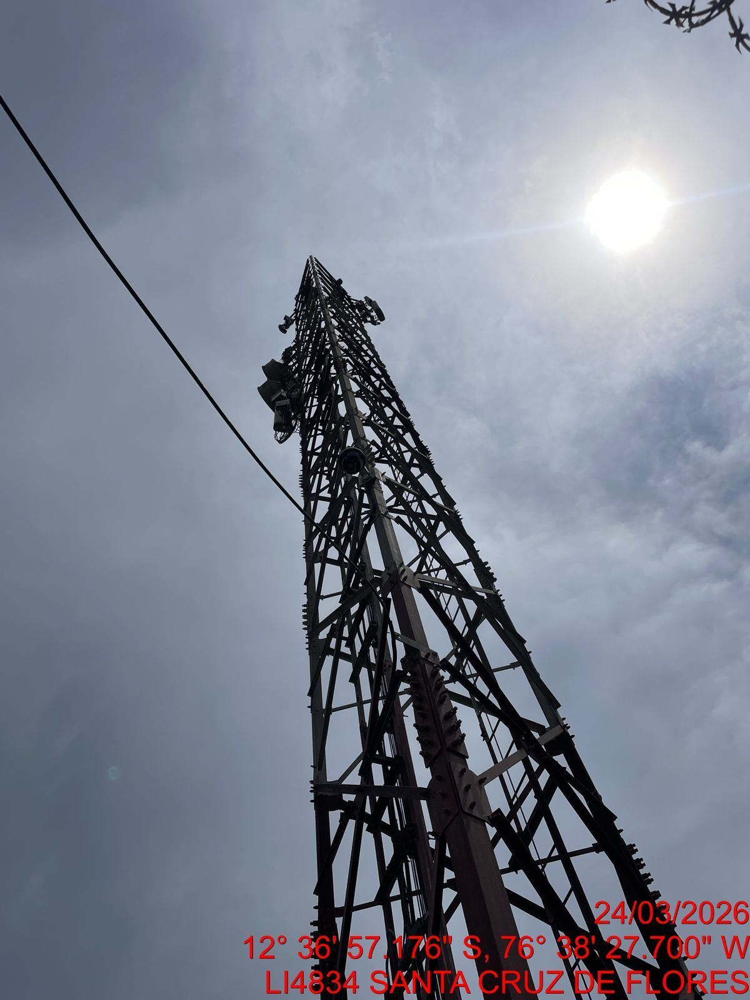 24/03/2026
12° 36' 57.176" S, 76° 38' 27.700" W
LI4834 SANTA CRUZ DE FLORES